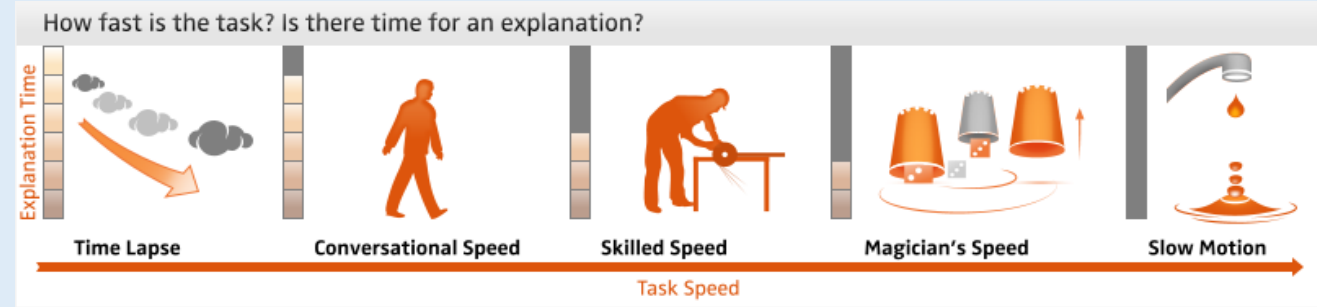 How fast is the task? Is there time for an explanation?
Explanation Time
Time Lapse
Conversational Speed
Skilled Speed
Magician's Speed
Slow Motion
Task Speed